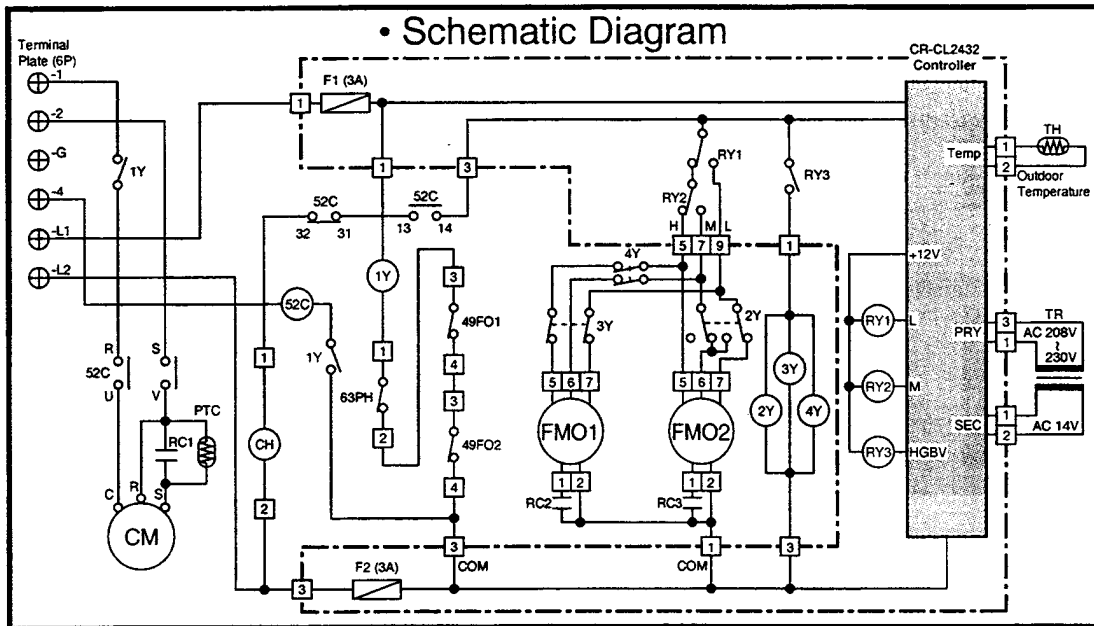 • Schematic Diagram
Terminal
Plate (6P)
-1
-2
-G
-4
-L1
-L2
CR-CL2432
Controller
F1 (3A)
1
1
3
1Y
52C
32
31
52C
13
14
1Y
52C
1Y
1
63PH
2
3
49FO1
4
3
49FO2
4
3
COM
RY1
RY2
H
M
L
5
7
9
RY3
1
4Y
3Y
2Y
5
6
7
FMO1
1
2
RC2
5
6
7
FMO2
1
2
RC3
1
COM
2Y
3Y
4Y
3
Temp
1
2
TH
Outdoor
Temperature
+12V
RY1
L
RY2
M
RY3
HGBV
PRY
3
1
TR
AC 208V
~
230V
SEC
1
2
AC 14V
R
S
52C
U
V
PTC
RC1
C
R
S
CM
1
CH
2
3
F2 (3A)